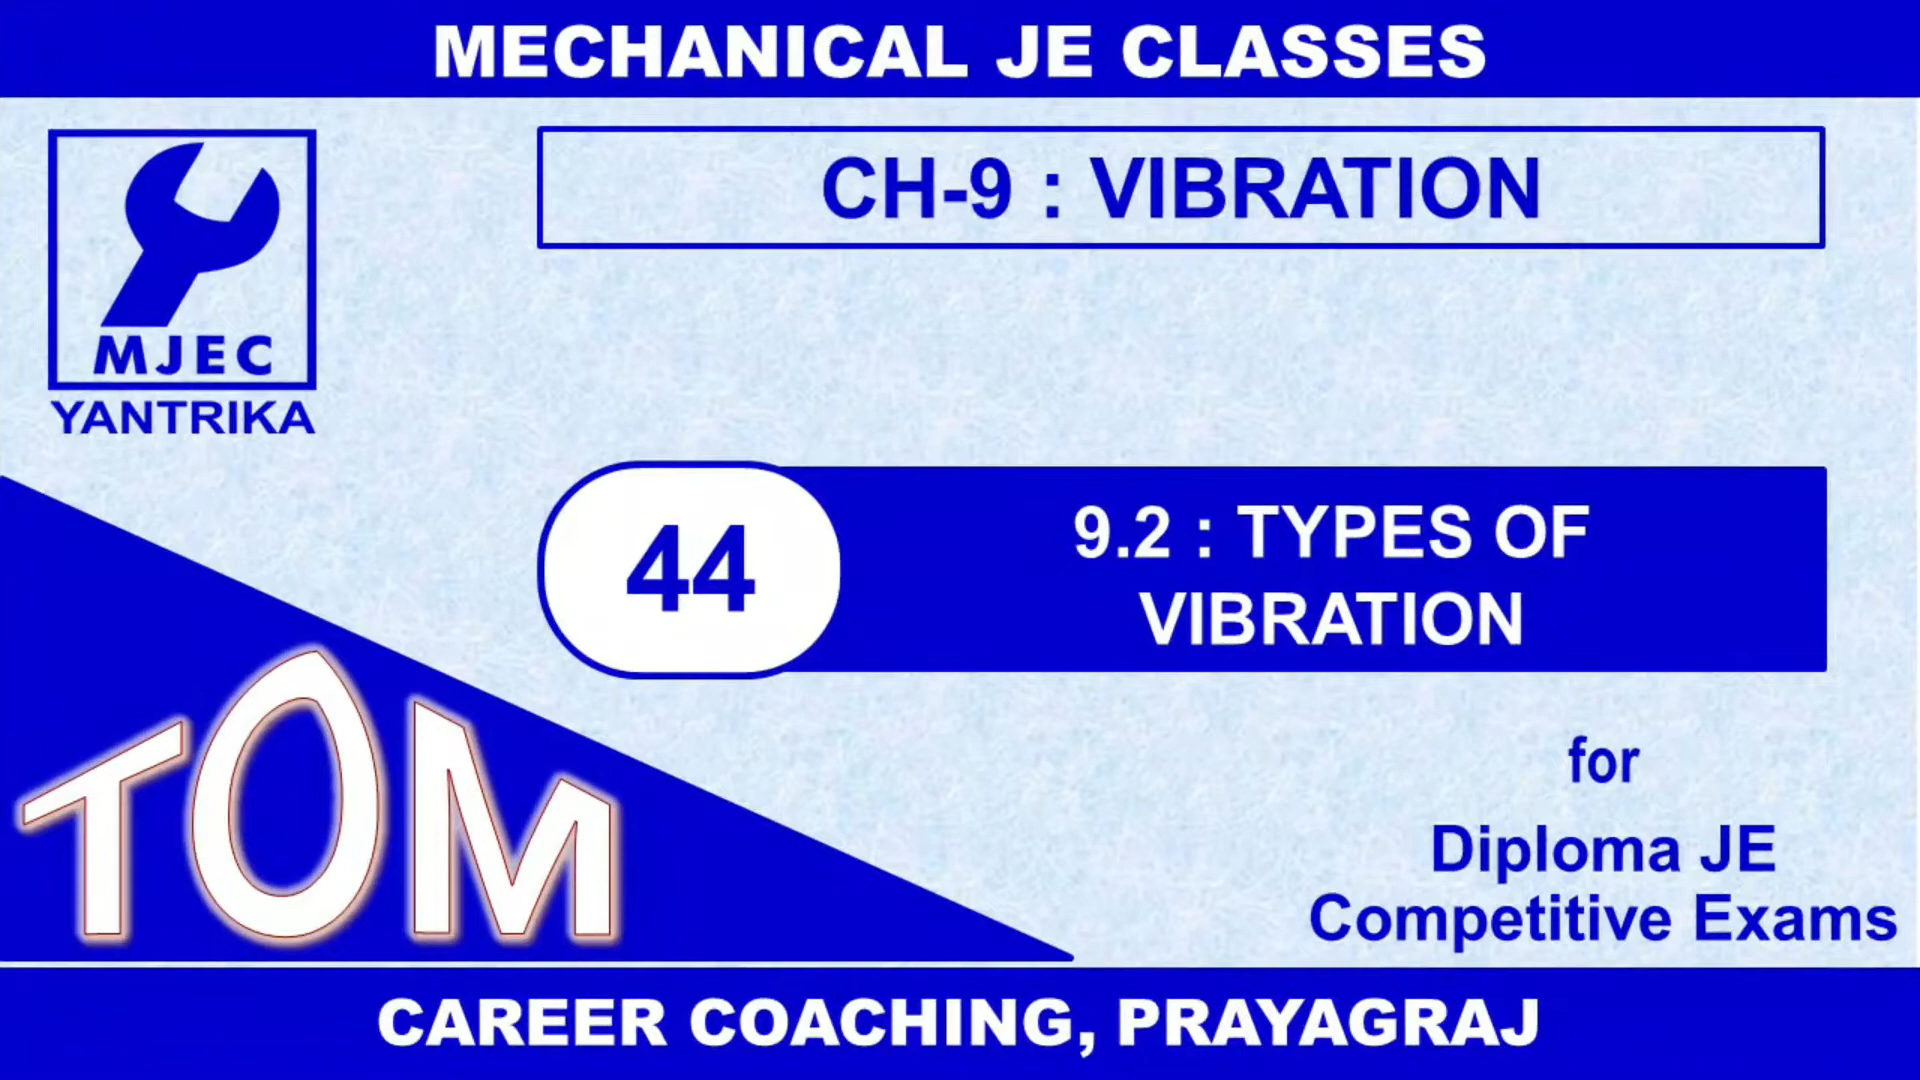 MECHANICAL JE CLASSES
CH-9 : VIBRATION
MJEC
YANTRIKA
44
9.2 : TYPES OF
VIBRATION
TOM
for
Diploma JE
Competitive Exams
CAREER COACHING, PRAYAGRAJ